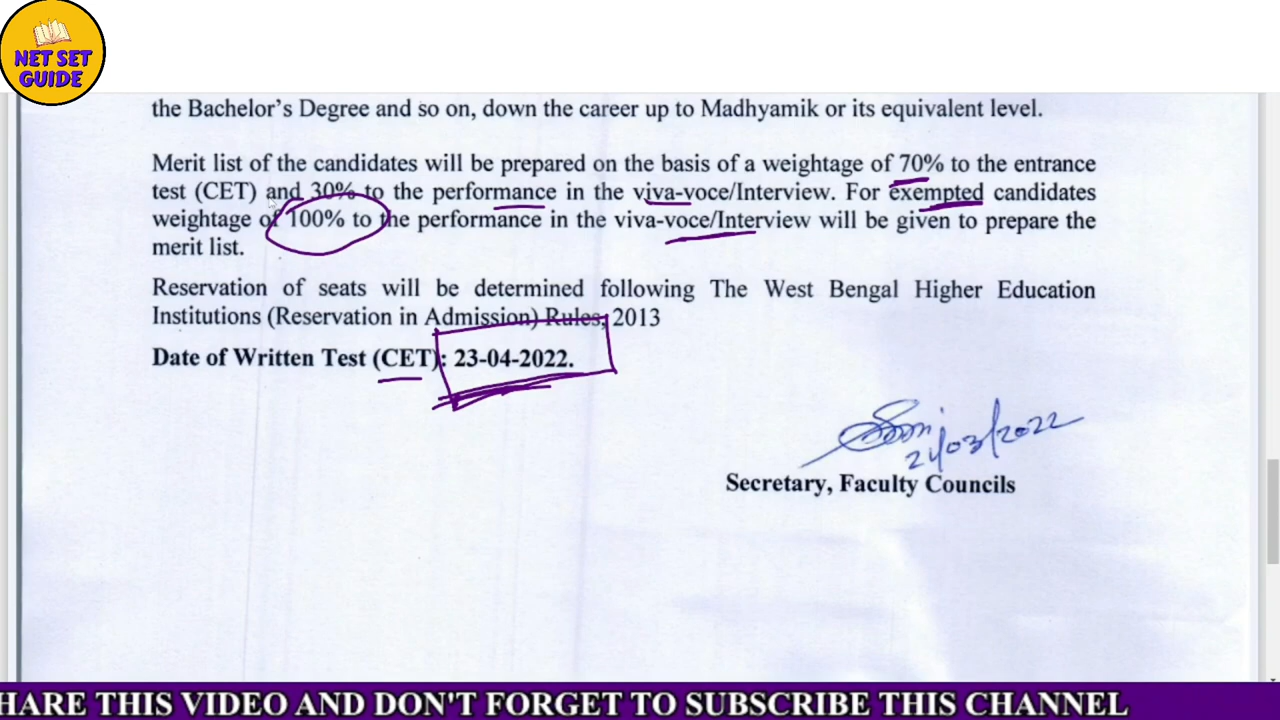 NET SET
GUIDE
the Bachelor's Degree and so on, down the career up to Madhyamik or its equivalent level.
Merit list of the candidates will be prepared on the basis of a weightage of 70% to the entrance
test (CET) and 30% to the performance in the viva-voce/Interview. For exempted candidates
weightage of 100% to the performance in the viva-voce/Interview will be given to prepare the
merit list.
Reservation of seats will be determined following The West Bengal Higher Education
Institutions (Reservation in Admission) Rules, 2013
Date of Written Test (CET): 23-04-2022.
21/03/2022
Secretary, Faculty Councils
HARE THIS VIDEO AND DON'T FORGET TO SUBSCRIBE THIS CHANNEL